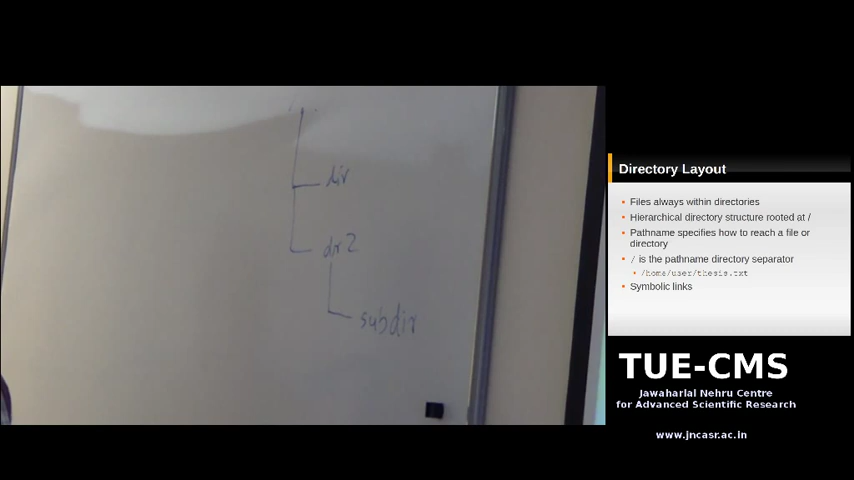 dir
dir2
subdir
Directory Layout
Files always within directories
Hierarchical directory structure rooted at /
Pathname specifies how to reach a file or
directory
/ is the pathname directory separator
/home/user/thesis.txt
Symbolic links
TUE-CMS
Jawaharlal Nehru Centre
for Advanced Scientific Research
www.jncasr.ac.in